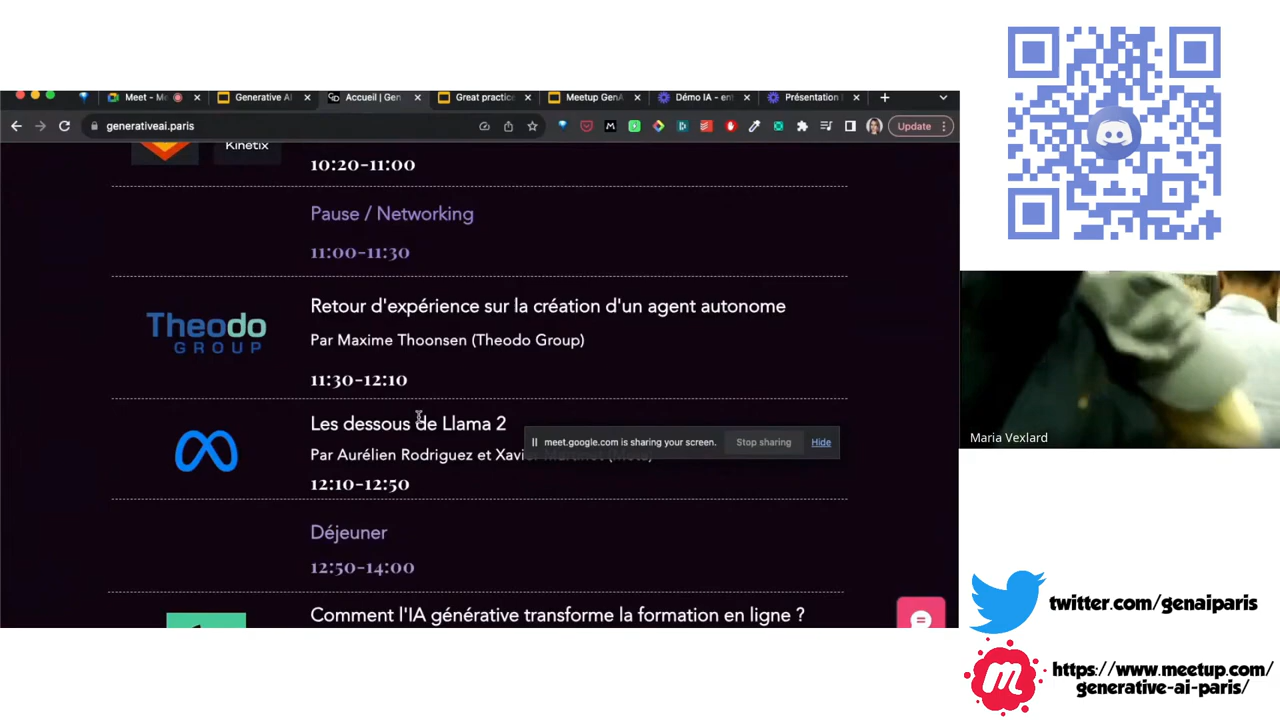 Meet - Me
Generative AI
Accueil | Gen
Great practice
Meetup GenA
Démo IA - en
Présentation
generativeai.paris
Update
Kinetix
10:20-11:00
Pause / Networking
11:00-11:30
Theodo
GROUP
Retour d'expérience sur la création d'un agent autonome
Par Maxime Thoonsen (Theodo Group)
11:30-12:10
Les dessous de Llama 2
meet.google.com is sharing your screen. Stop sharing Hide
Par Aurélien Rodriguez et Xavi
12:10-12:50
Déjeuner
12:50-14:00
Comment l'IA générative transforme la formation en ligne ?
Maria Vexlard
twitter.com/genaiparis
https://www.meetup.com/
generative-ai-paris/